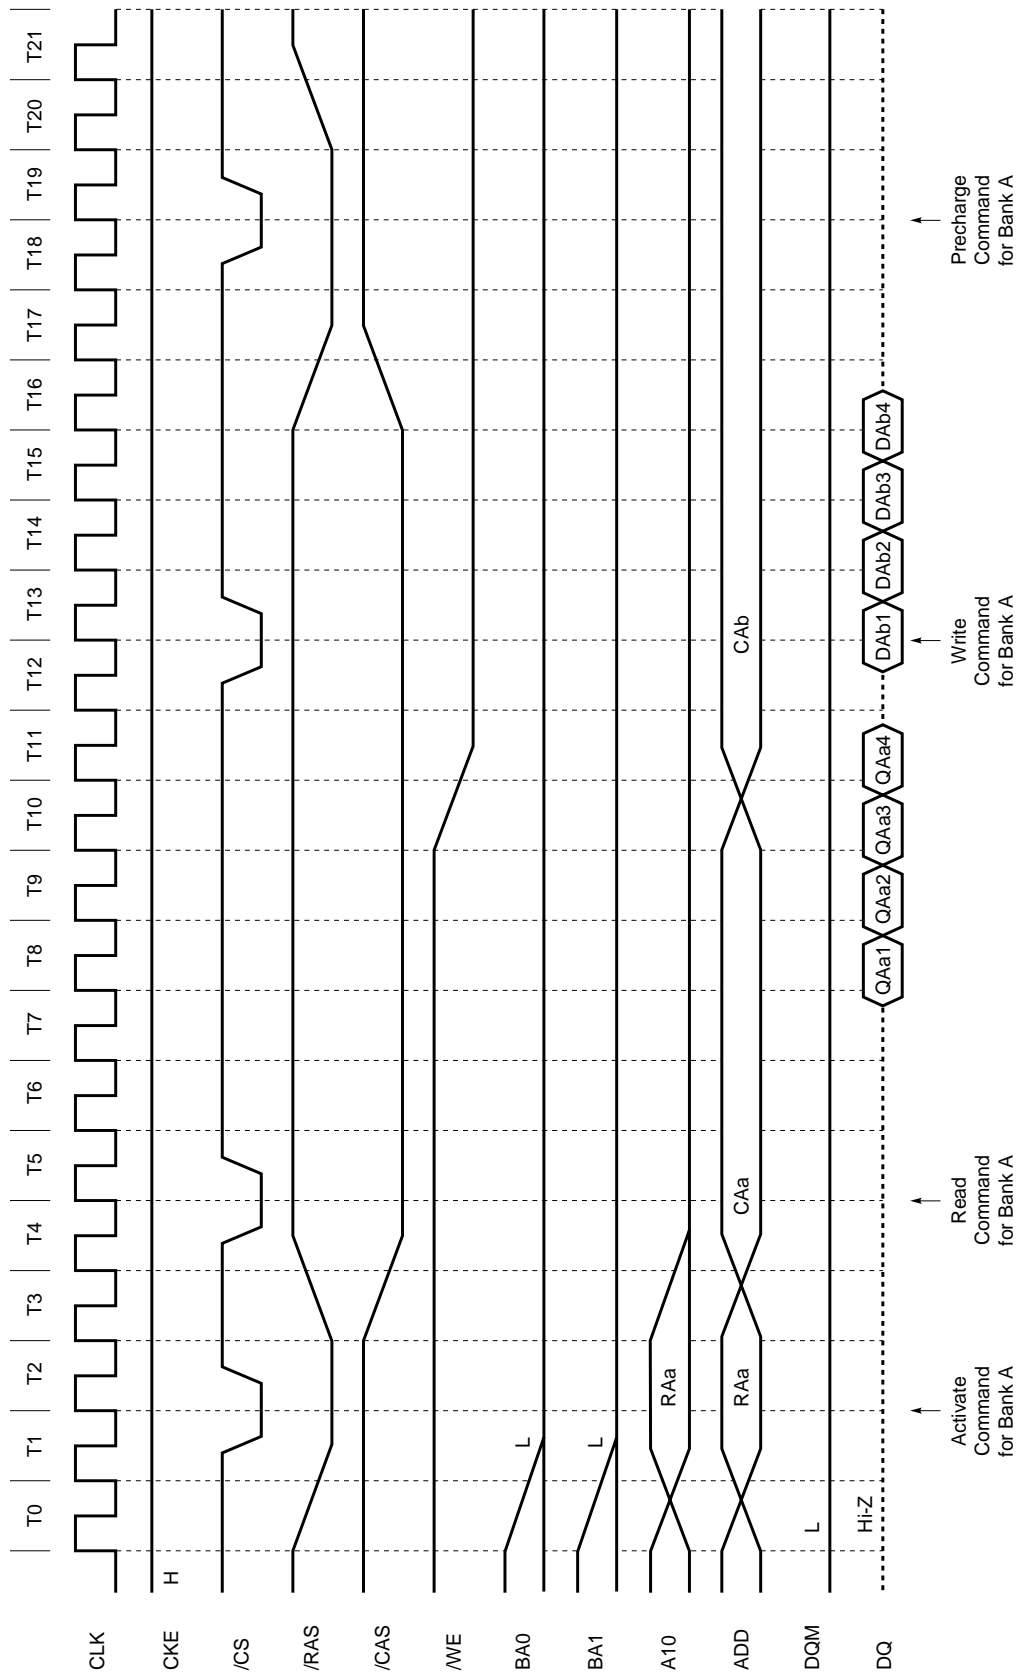 T0 T1 T2 T3 T4 T5 T6 T7 T8 T9 T10 T11 T12 T13 T14 T15 T16 T17 T18 T19 T20 T21
CLK
CKE H
/CS
/RAS
/CAS
/WE
BA0 L
BA1 L
A10 RAa
ADD RAa CAa CAb
DQM L
DQ Hi-Z QAa1 QAa2 QAa3 QAa4 DAb1 DAb2 DAb3 DAb4
Activate
Command
for Bank A
Read
Command
for Bank A
Write
Command
for Bank A
Precharge
Command
for Bank A